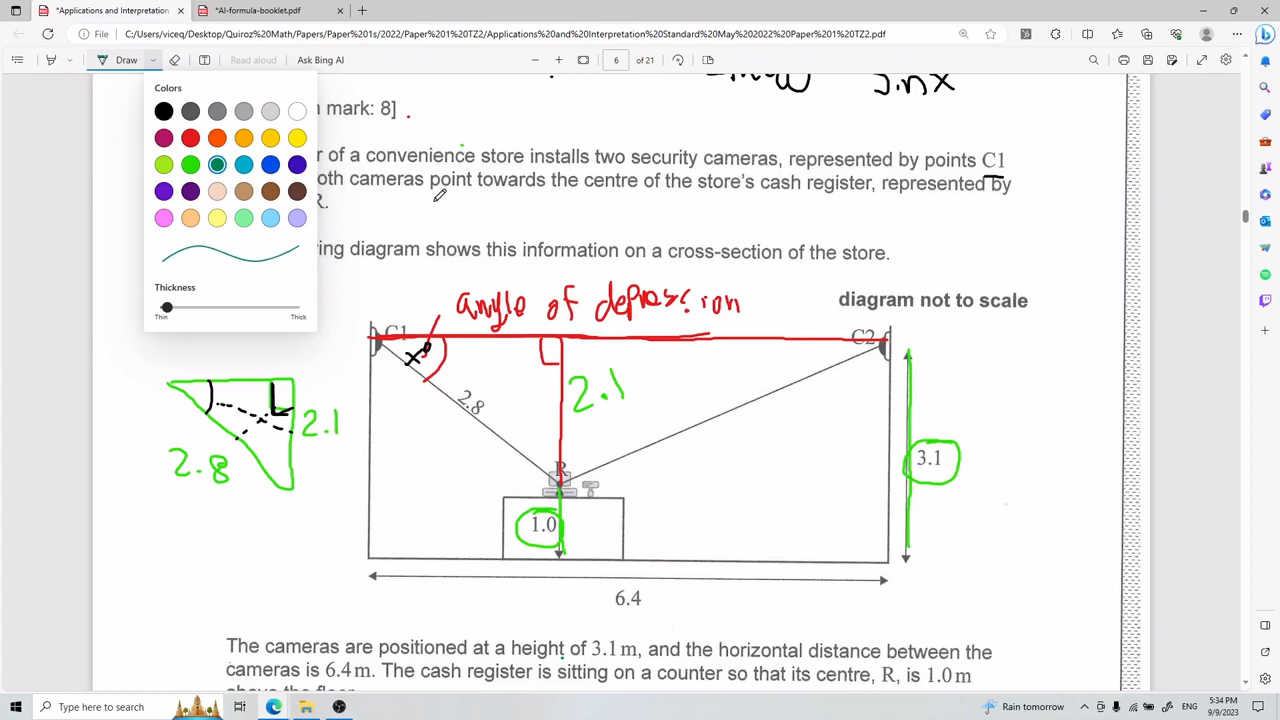 *Applications and Interpretation
*AI-formula-booklet.pdf
File
C:/Users/viceq/Quiroz%20Math/Papers/Paper%201s/2022/Paper%201%20TZ2/Applications%20and%20Interpretation%20Standard%20May%202022%20Paper%201%20TZ2.pdf
Draw
Read aloud
Ask Bing AI
6
of 21
Colors
Thickness
Thin
Thick
sin x
mark: 8]
r of a convenience store installs two security cameras, represented by points C1
oth cameras point towards the centre of the store's cash register, represented by
R.
ing diagram shows this information on a cross-section of the store.
angle of depression
diagram not to scale
C1
x°
2.1
2.8
2.1
2.8
3.1
R
1.0
6.4
The cameras are positioned at a height of 3.1 m, and the horizontal distance between the
cameras is 6.4 m. The cash register is sitting on a counter so that its centre, R, is 1.0 m
above the floor.
Type here to search
Rain tomorrow
5:34 PM
9/9/2023